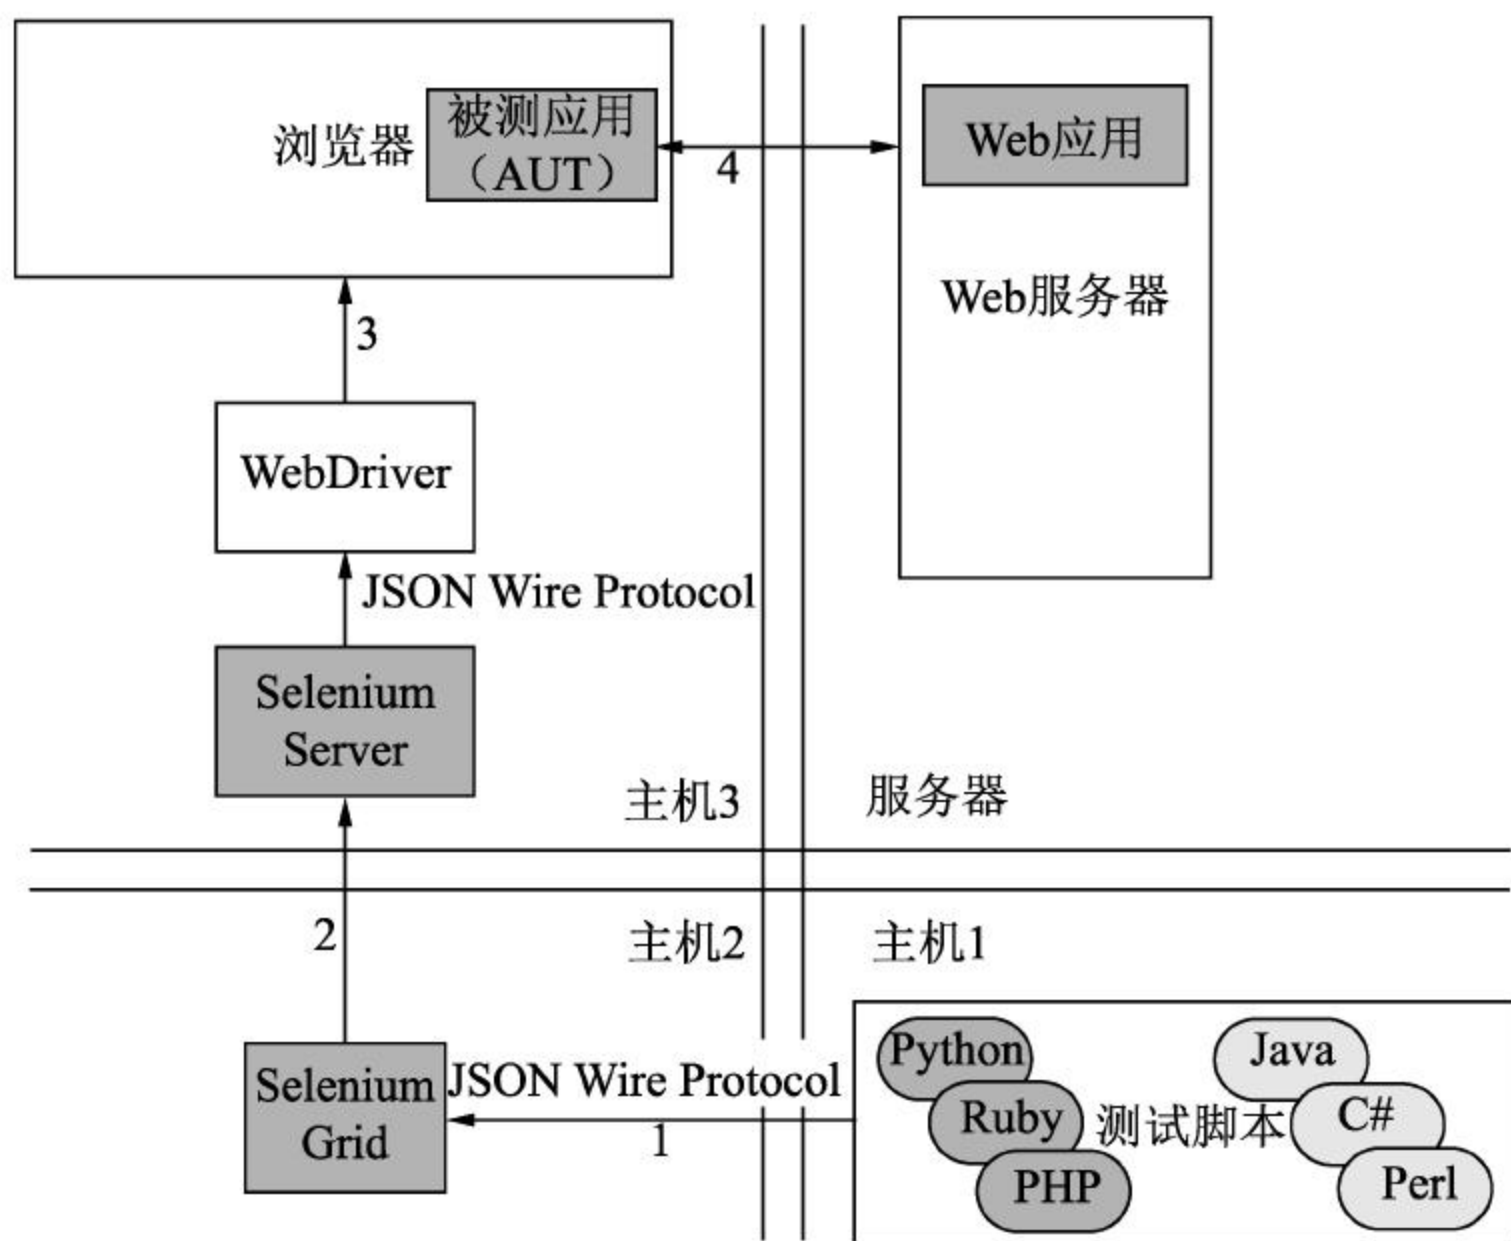 浏览器
被测应用
（AUT）
4
Web应用
Web服务器
3
WebDriver
JSON Wire Protocol
Selenium
Server
主机3
服务器
2
主机2
主机1
Selenium
Grid
JSON Wire Protocol
1
Python
Ruby
PHP
测试脚本
Java
C#
Perl